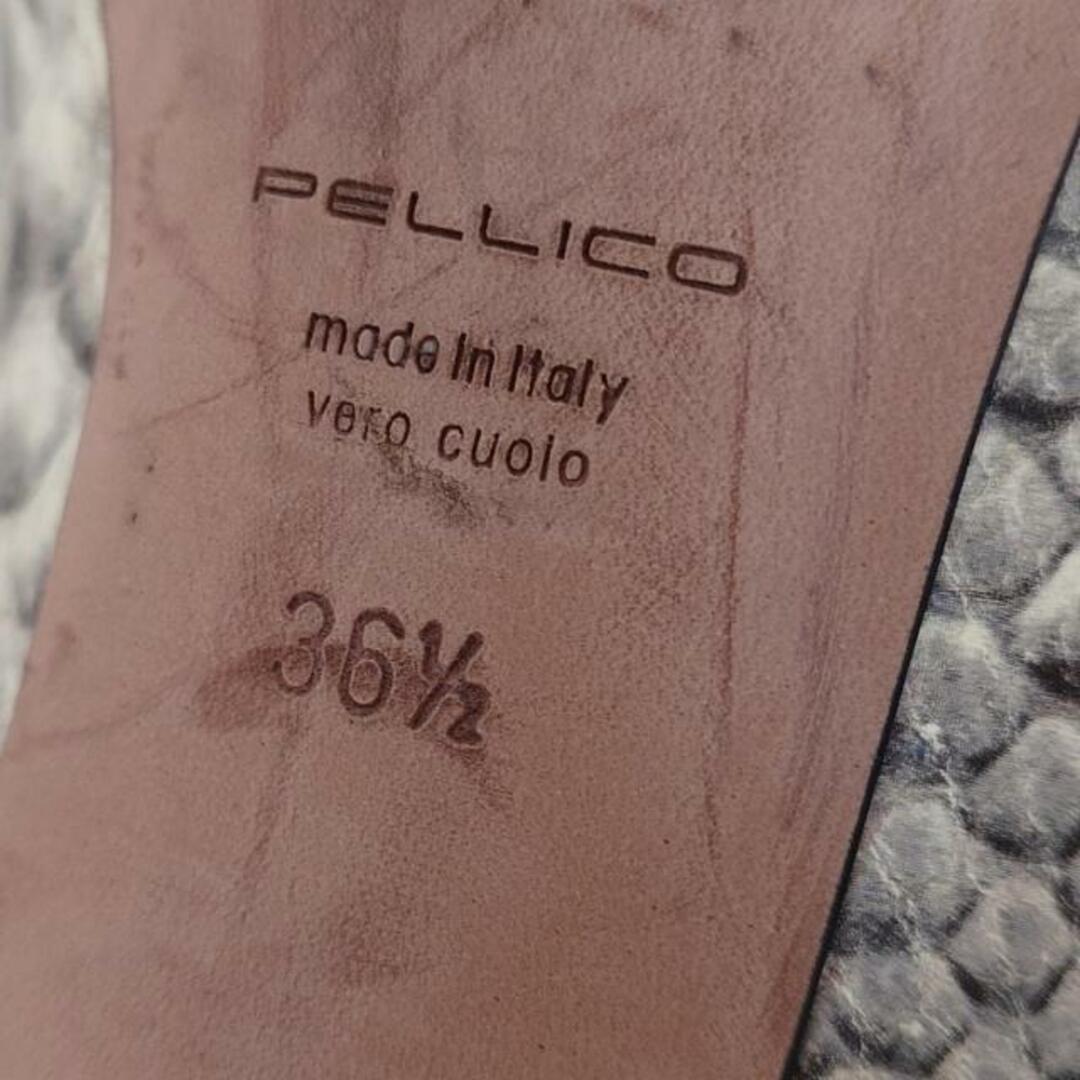 PELLICO
made in Italy
vero cuoio
36½